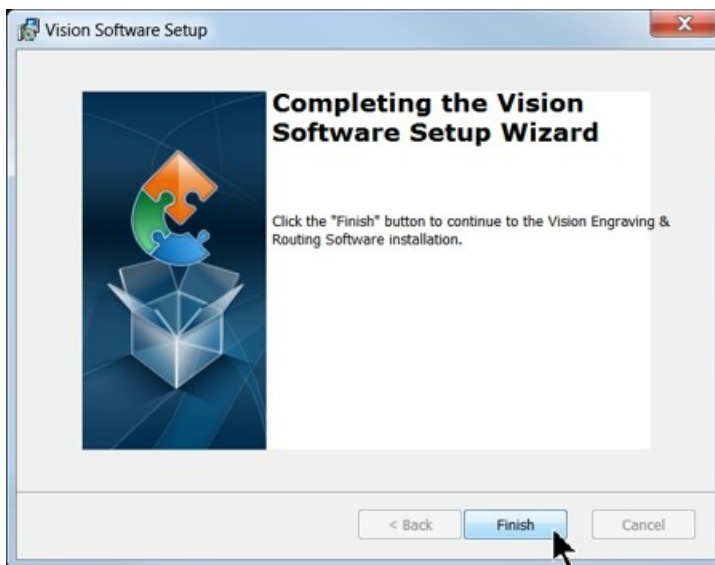 Vision Software Setup
Completing the Vision
Software Setup Wizard
Click the "Finish" button to continue to the Vision Engraving &
Routing Software installation.
< Back
Finish
Cancel